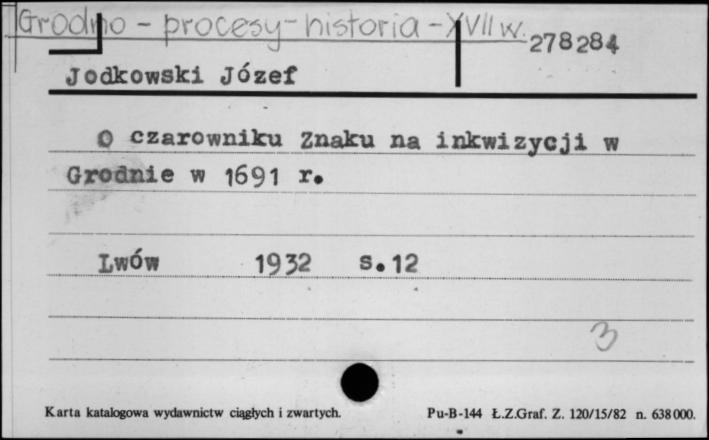 Grodno - procesy - historia - XVII w.
278284
Jodkowski Józef
O czarowniku Znaku na inkwizycji w
Grodnie w 1691 r.
Lwów 1932 s.12
3
Karta katalogowa wydawnictw ciągłych i zwartych. Pu-B-144 Ł.Z.Graf. Z. 120/15/82 n. 638000.